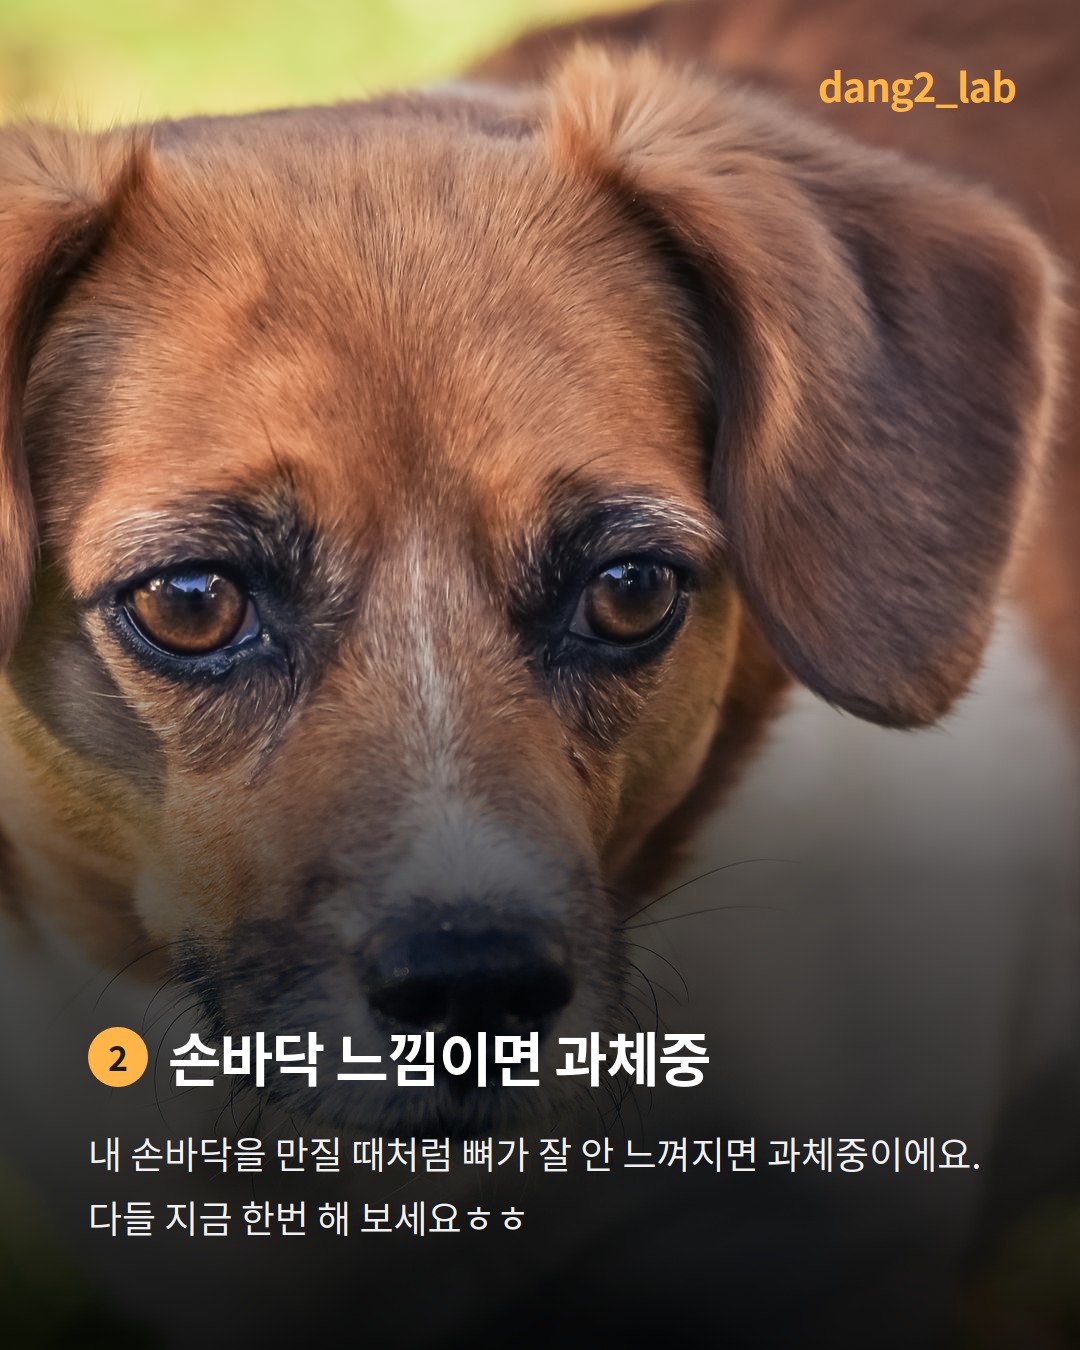 dang2_lab
2 손바닥 느낌이면 과체중
내 손바닥을 만질 때처럼 뼈가 잘 안 느껴지면 과체중이에요.
다들 지금 한번 해 보세요ㅎㅎ